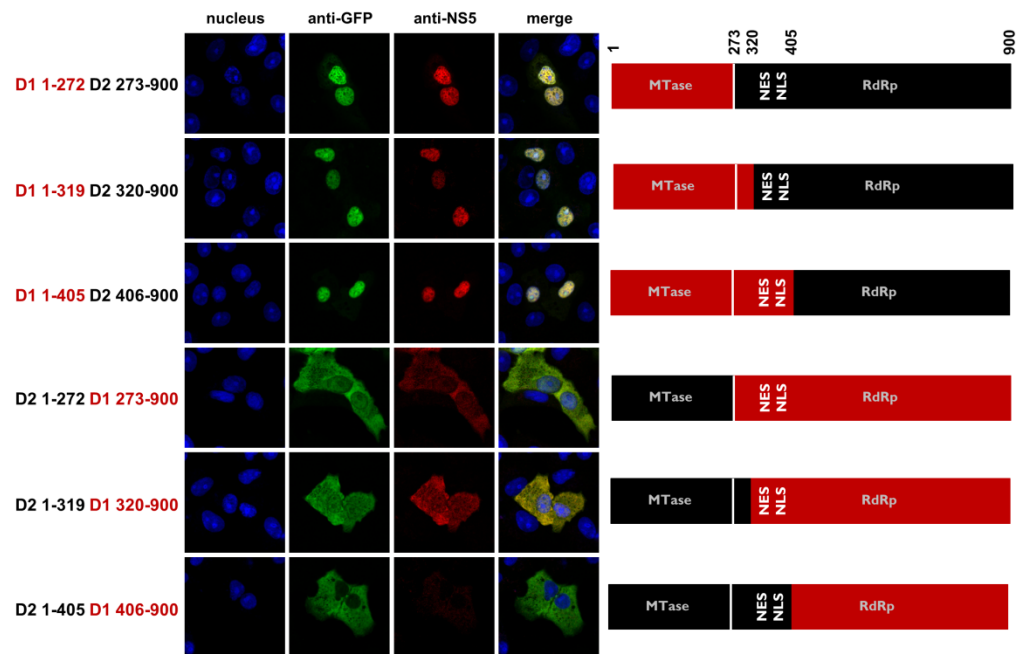 nucleus anti-GFP anti-NS5 merge
1 273 320 405 900
D1 1-272 D2 273-900
MTase NES NLS RdRp
D1 1-319 D2 320-900
MTase NES NLS RdRp
D1 1-405 D2 406-900
MTase NES NLS RdRp
D2 1-272 D1 273-900
MTase NES NLS RdRp
D2 1-319 D1 320-900
MTase NES NLS RdRp
D2 1-405 D1 406-900
MTase NES NLS RdRp